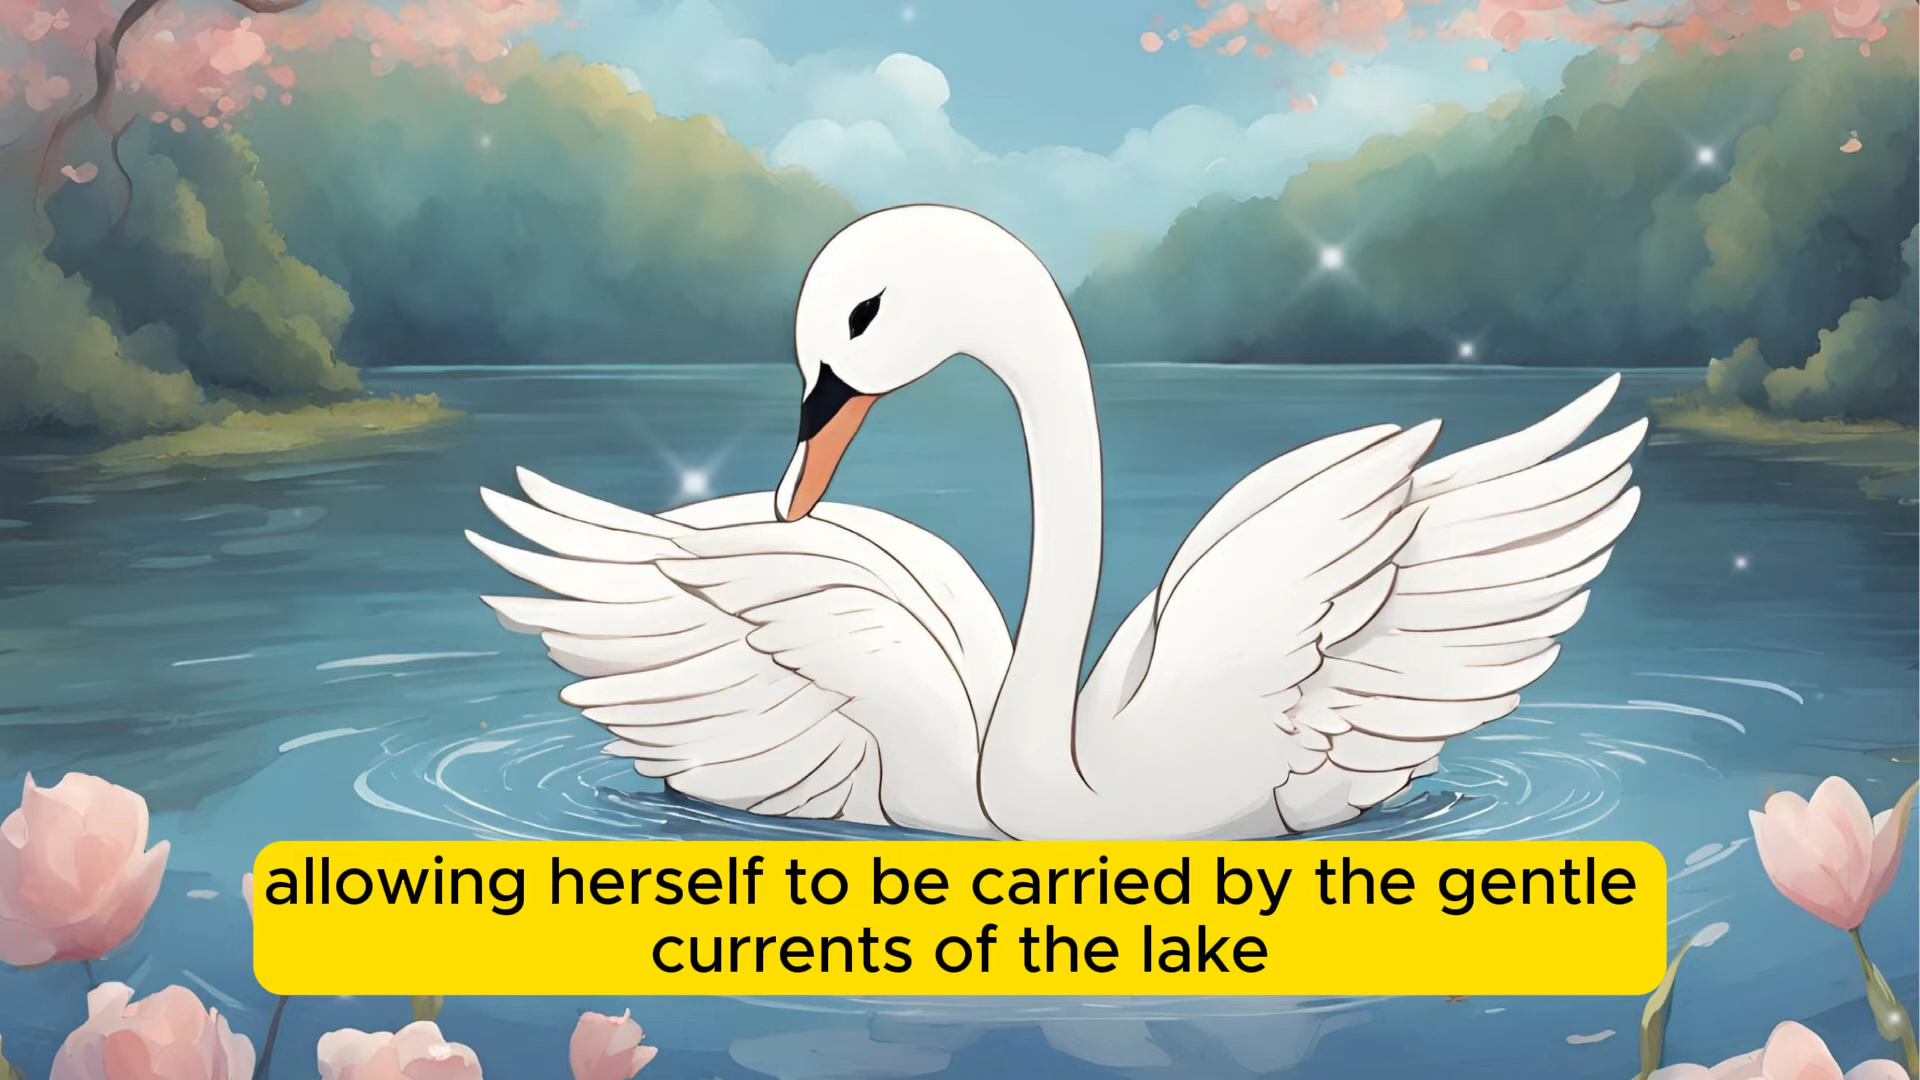 allowing herself to be carried by the gentle
currents of the lake